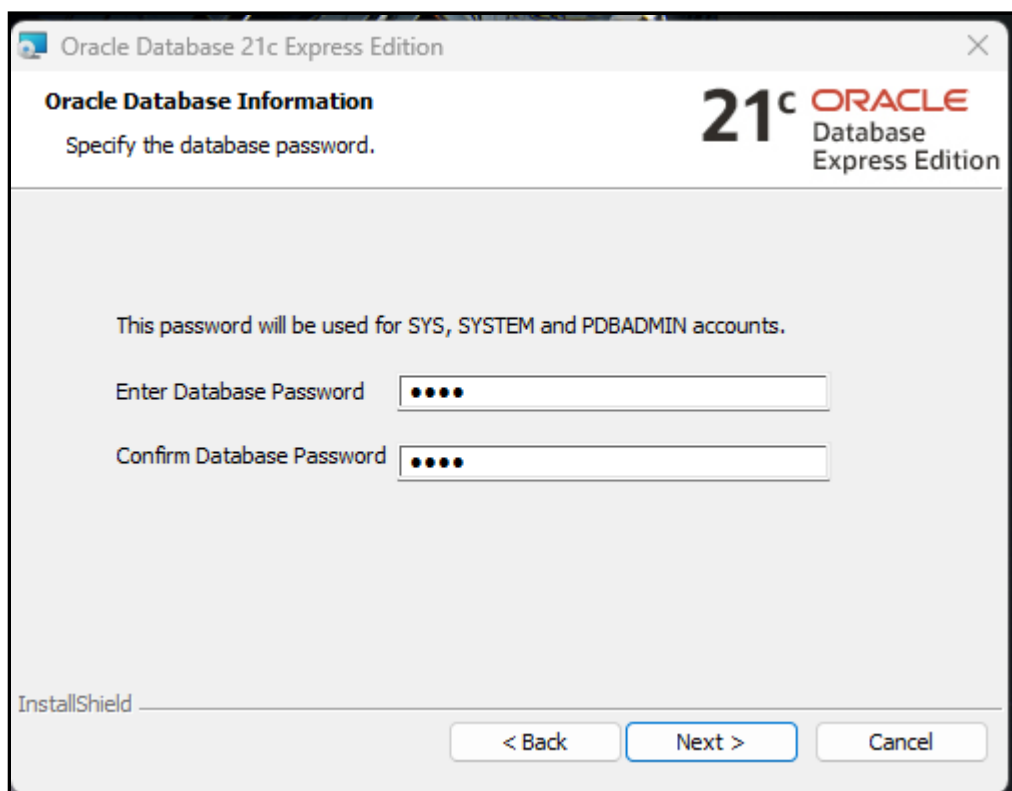 Oracle Database 21c Express Edition
Oracle Database Information
Specify the database password.
21c ORACLE
Database
Express Edition
This password will be used for SYS, SYSTEM and PDBADMIN accounts.
Enter Database Password ••••
Confirm Database Password ••••
InstallShield
< Back Next > Cancel